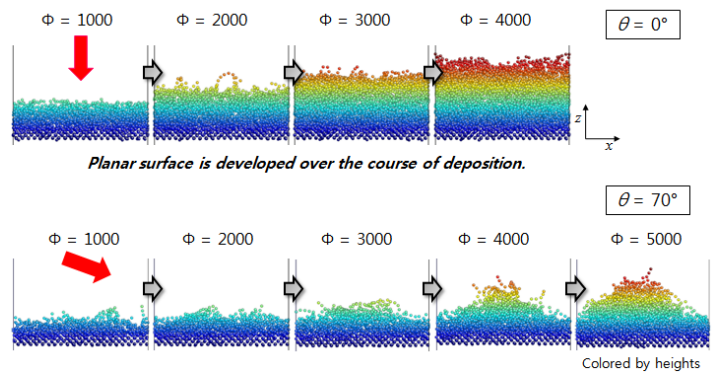 Φ = 1000
Φ = 2000
Φ = 3000
Φ = 4000
θ = 0°
z
x
Planar surface is developed over the course of deposition.
θ = 70°
Φ = 1000
Φ = 2000
Φ = 3000
Φ = 4000
Φ = 5000
Colored by heights